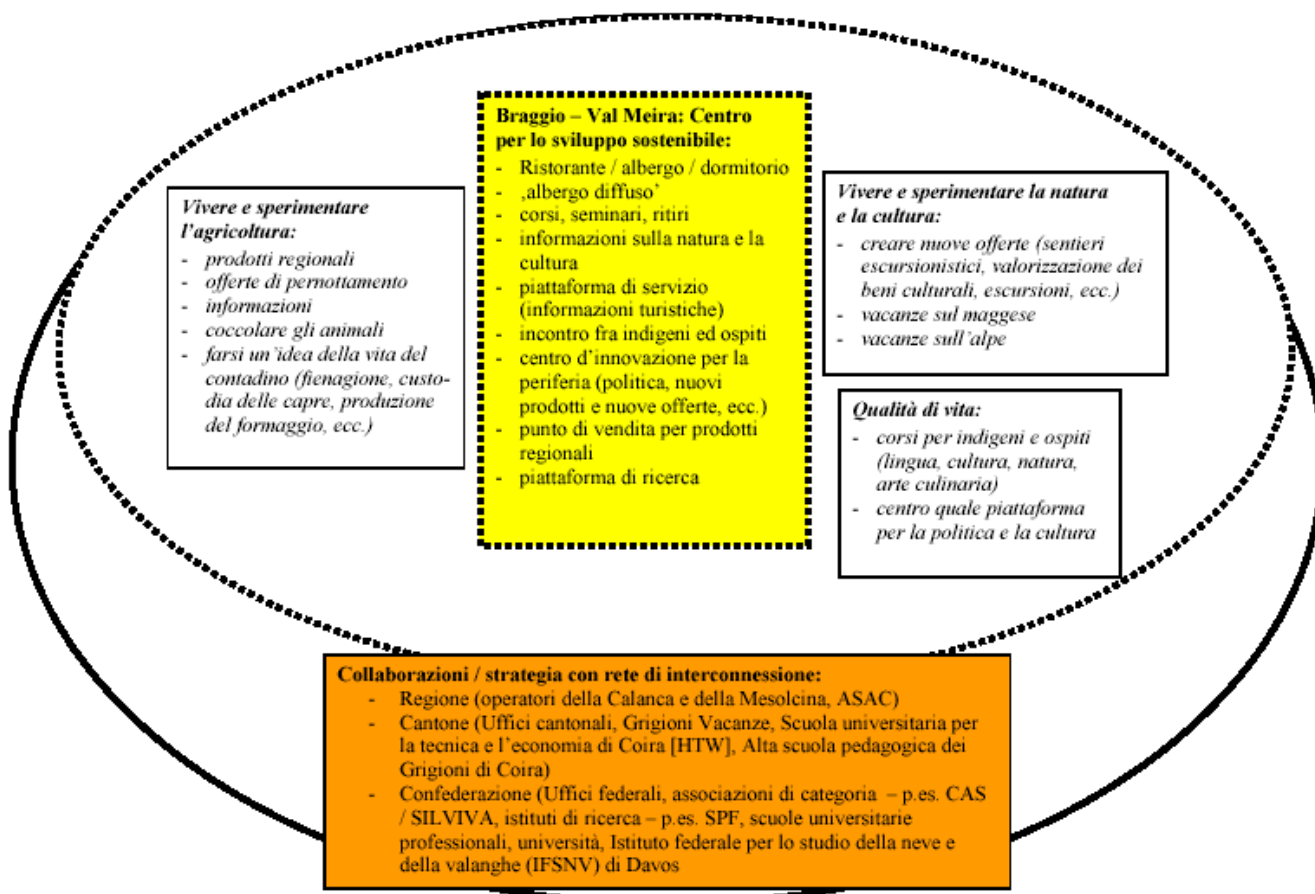 Braggio – Val Meira: Centro
per lo sviluppo sostenibile:
- Ristorante / albergo / dormitorio
- ‚albergo diffuso’
- corsi, seminari, ritiri
- informazioni sulla natura e la
cultura
- piattaforma di servizio
(informazioni turistiche)
- incontro fra indigeni ed ospiti
- centro d’innovazione per la
periferia (politica, nuovi
prodotti e nuove offerte, ecc.)
- punto di vendita per prodotti
regionali
- piattaforma di ricerca
Vivere e sperimentare
l’agricoltura:
- prodotti regionali
- offerte di pernottamento
- informazioni
- coccolare gli animali
- farsi un’idea della vita del
contadino (fienagione, custo-
dia delle capre, produzione
del formaggio, ecc.)
Vivere e sperimentare la natura
e la cultura:
- creare nuove offerte (sentieri
escursionistici, valorizzazione dei
beni culturali, escursioni, ecc.)
- vacanze sul maggese
- vacanze sull’alpe
Qualità di vita:
- corsi per indigeni e ospiti
(lingua, cultura, natura,
arte culinaria)
- centro quale piattaforma
per la politica e la cultura
Collaborazioni / strategia con rete di interconnessione:
- Regione (operatori della Calanca e della Mesolcina, ASAC)
- Cantone (Uffici cantonali, Grigioni Vacanze, Scuola universitaria per
la tecnica e l’economia di Coira [HTW], Alta scuola pedagogica dei
Grigioni di Coira)
- Confederazione (Uffici federali, associazioni di categoria – p.es. CAS
/ SILVIVA, istituti di ricerca – p.es. SPF, scuole universitarie
professionali, università, Istituto federale per lo studio della neve e
della valanghe (IFSNV) di Davos